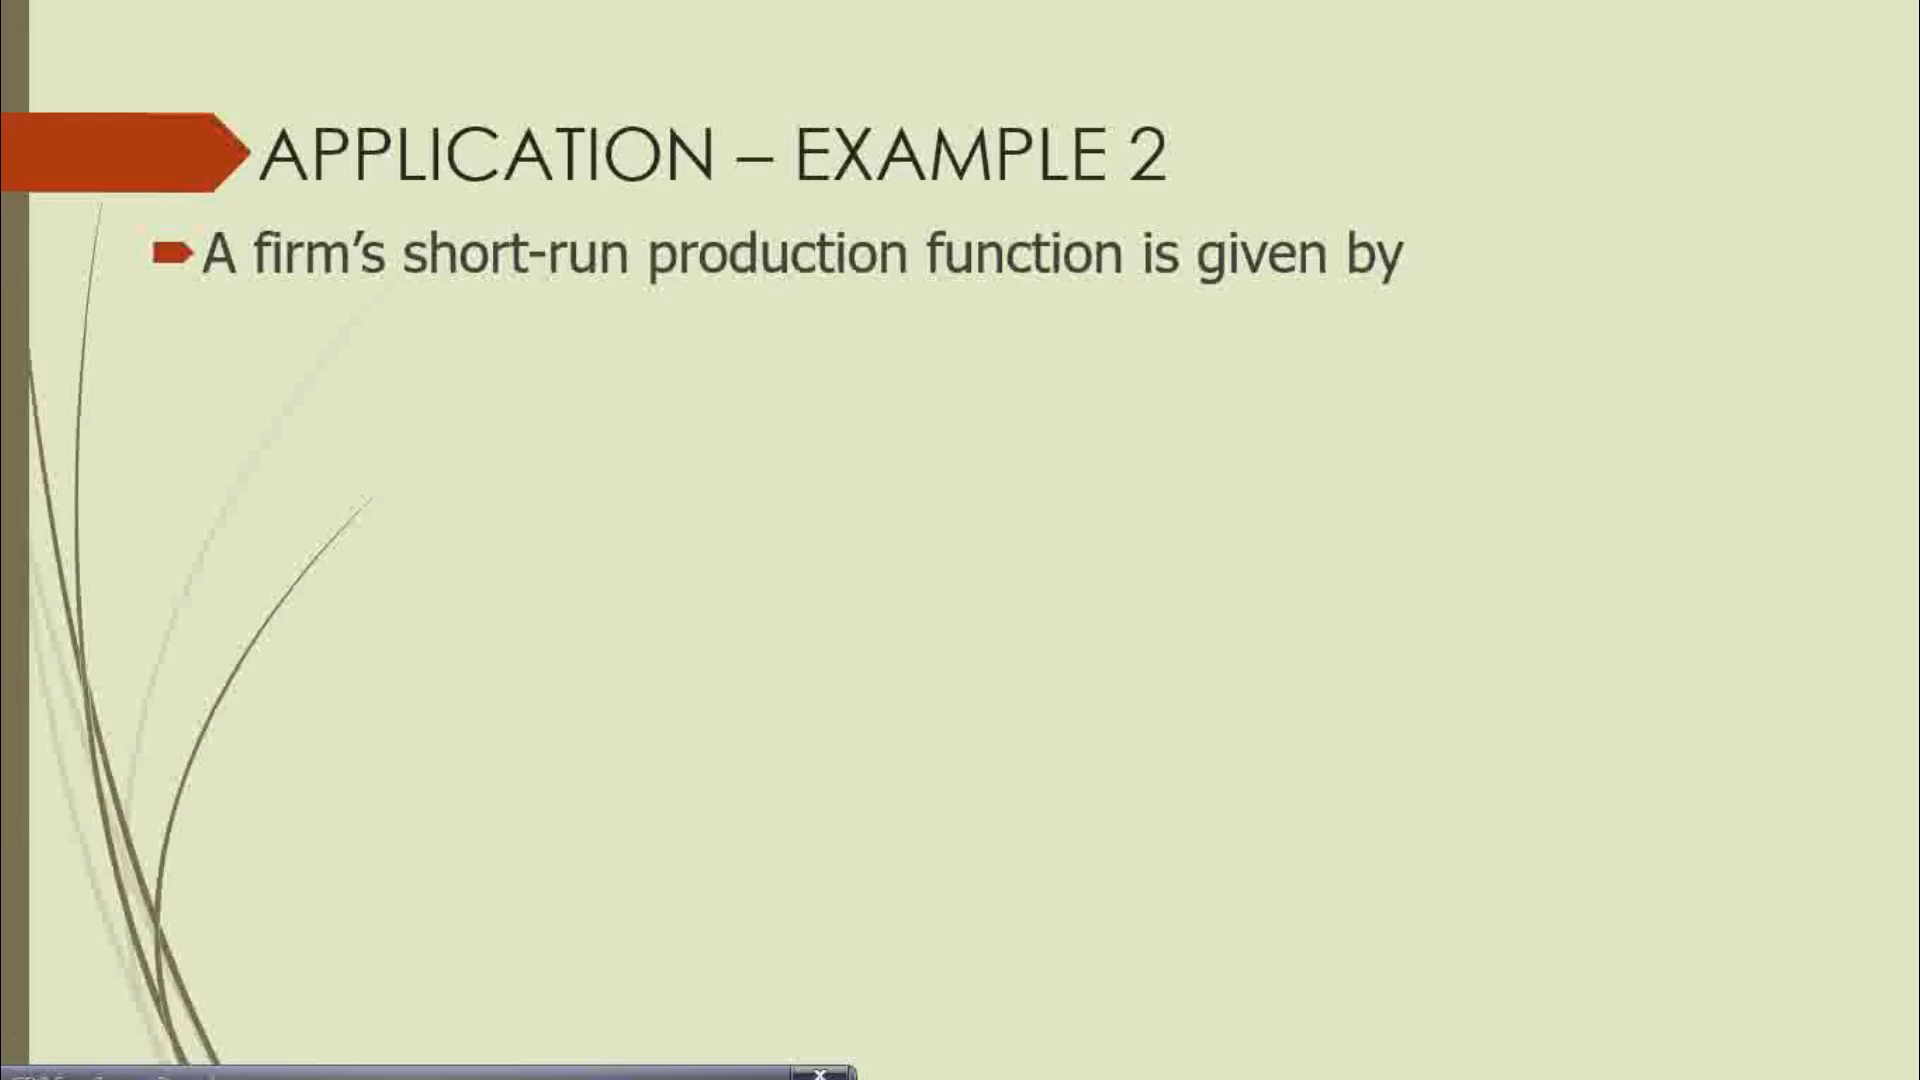 APPLICATION – EXAMPLE 2
A firm’s short-run production function is given by